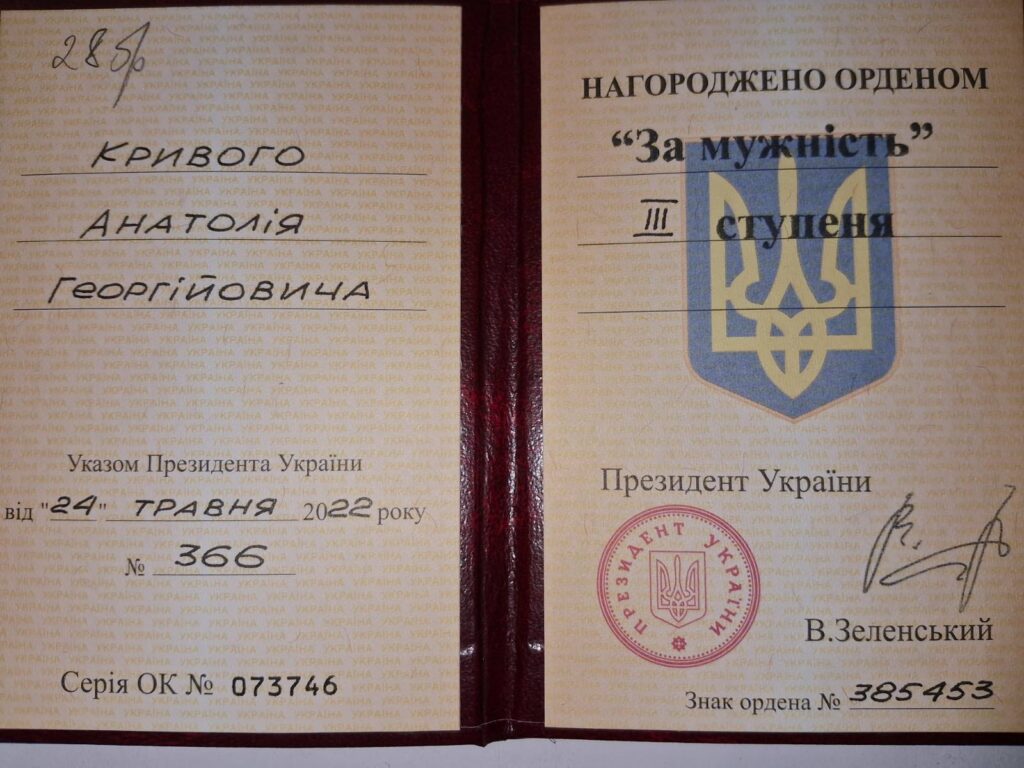 28бр
Кривого
Анатолія
Георгійовича
Указом Президента України
від "24" травня 2022 року
№ 366
Серія ОК № 073746
НАГОРОДЖЕНО ОРДЕНОМ
“За мужність”
III ступеня
Президент України
ПРЕЗИДЕНТ УКРАЇНИ
В.Зеленський
Знак ордена № 385453